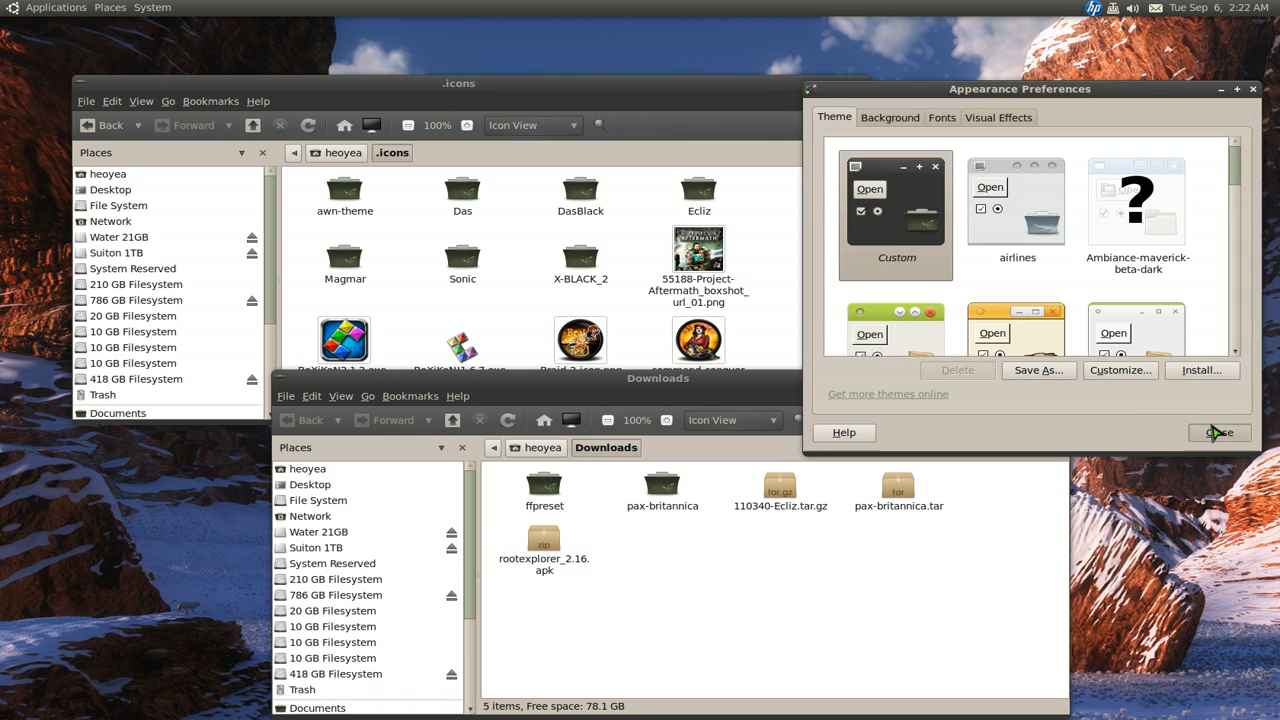 Applications Places System
hp
Tue Sep 6, 2:22 AM
.icons
File Edit View Go Bookmarks Help
Back Forward 100% Icon View
Places
heoyea .icons
heoyea
Desktop
File System
Network
Water 21GB
Suiton 1TB
System Reserved
210 GB Filesystem
786 GB Filesystem
20 GB Filesystem
10 GB Filesystem
10 GB Filesystem
10 GB Filesystem
418 GB Filesystem
Trash
Documents
awn-theme Das DasBlack Ecliz
Magmar Sonic X-BLACK_2 55188-Project-
Aftermath_boxshot_
url_01.png
AFTERMATH
Appearance Preferences
Theme Background Fonts Visual Effects
Open
Open
Open
Open
Open
Custom airlines Ambiance-maverick-
beta-dark
?
Delete Save As... Customize... Install...
Get more themes online
Help
Downloads
File Edit View Go Bookmarks Help
Back Forward 100% Icon View
Places
heoyea Downloads
heoyea
Desktop
File System
Network
Water 21GB
Suiton 1TB
System Reserved
210 GB Filesystem
786 GB Filesystem
20 GB Filesystem
10 GB Filesystem
10 GB Filesystem
10 GB Filesystem
418 GB Filesystem
Trash
Documents
tar.gz
tar
ffpreset pax-britannica 110340-Ecliz.tar.gz pax-britannica.tar
zip
rootexplorer_2.16.
apk
5 items, Free space: 78.1 GB